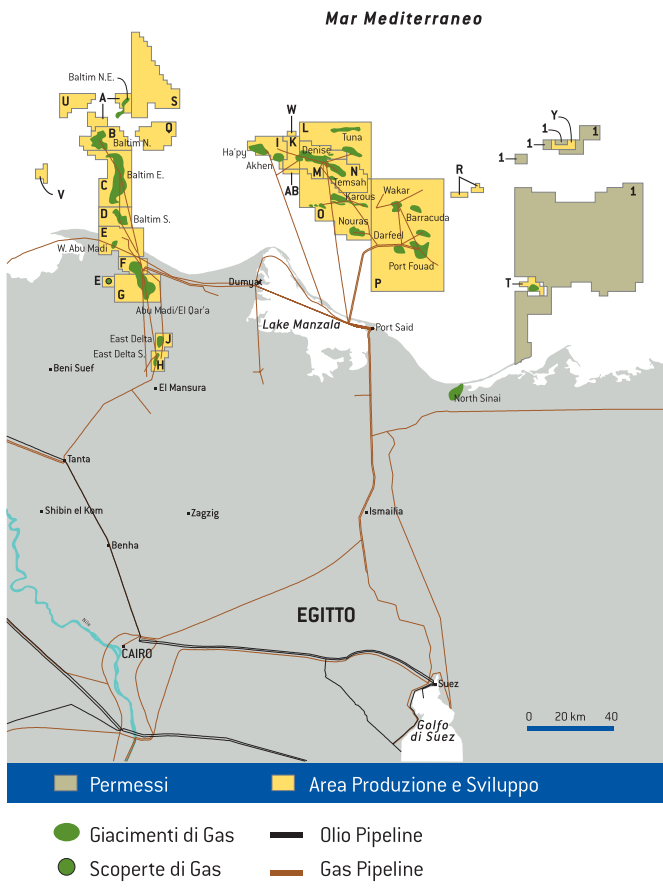 Mar Mediterraneo
Baltim N.E.
U
A
S
W
L
Y
B
Q
Tuna
1
1
Baltim N.
I
K
Denise
1
Ha'py
Akhen
M
N
1
R
V
Baltim E.
Temsah
C
AB
Karous
Wakar
1
D
Baltim S.
O
Nouras
Barracuda
E
Darfeel
W. Abu Madi
F
Port Fouad
E
G
Dumyat
P
T
Abu Madi/El Qar'a
Lake Manzala
Port Said
East Delta
J
East Delta S.
H
Beni Suef
El Mansura
North Sinai
Tanta
Shibin el Kom
Zagzig
Ismailia
Benha
EGITTO
Nilo
CAIRO
Suez
Golfo
di Suez
0 20 km 40
Permessi
Area Produzione e Sviluppo
Giacimenti di Gas
Olio Pipeline
Scoperte di Gas
Gas Pipeline